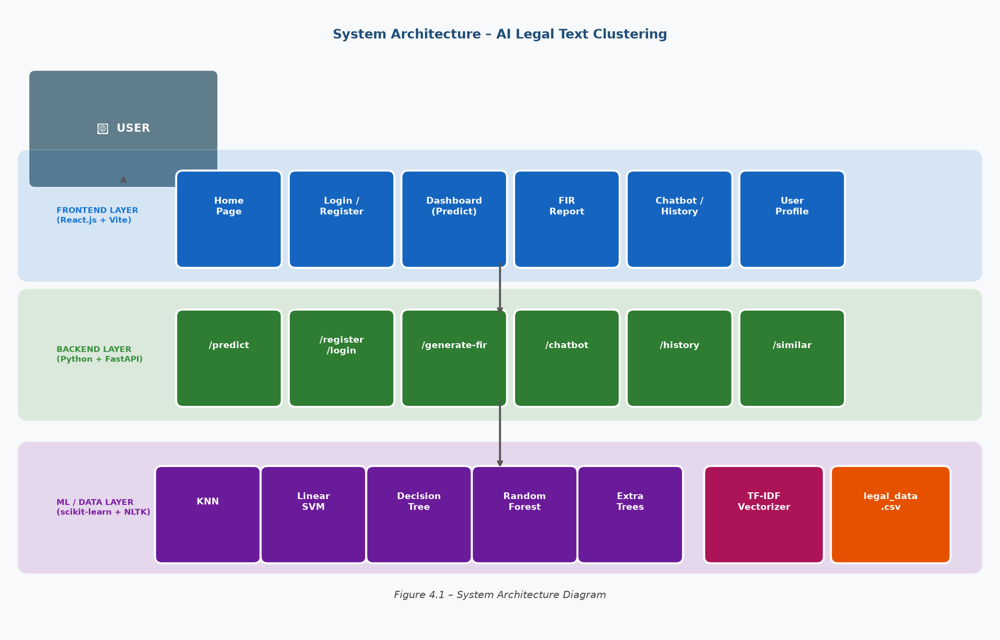 System Architecture – AI Legal Text Clustering
USER
FRONTEND LAYER
(React.js + Vite)
Home
Page
Login /
Register
Dashboard
(Predict)
FIR
Report
Chatbot /
History
User
Profile
BACKEND LAYER
(Python + FastAPI)
/predict
/register
/login
/generate-fir
/chatbot
/history
/similar
ML / DATA LAYER
(scikit-learn + NLTK)
KNN
Linear
SVM
Decision
Tree
Random
Forest
Extra
Trees
TF-IDF
Vectorizer
legal_data
.csv
Figure 4.1 – System Architecture Diagram